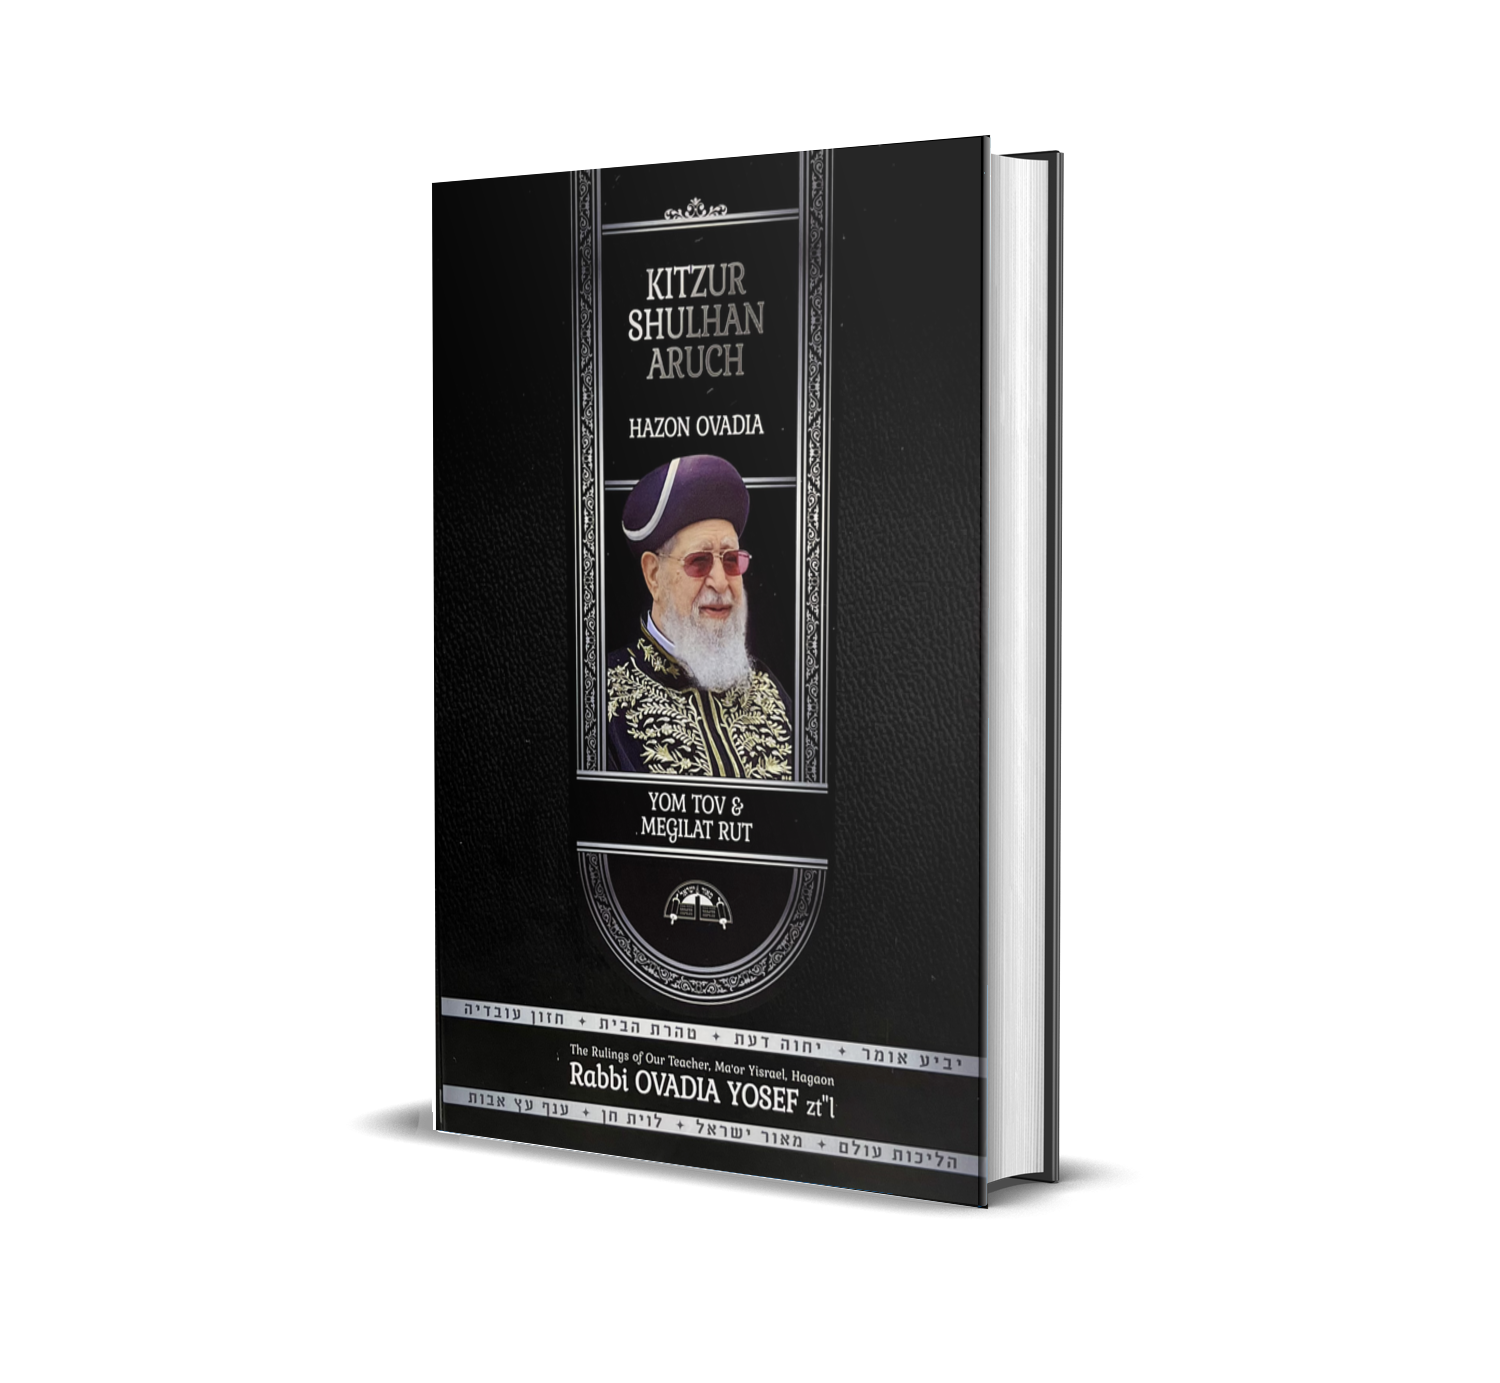 KITZUR
SHULHAN
ARUCH
HAZON OVADIA
YOM TOV &
MEGILAT RUT
מאור ישראל
יביע אומר + יחוה דעת + טהרת הבית + חזון עובדיה
The Rulings of Our Teacher, Ma'or Yisrael, Hagaon
Rabbi OVADIA YOSEF zt"l
הליכות עולם + מאור ישראל + לוית חן + ענף עץ אבות